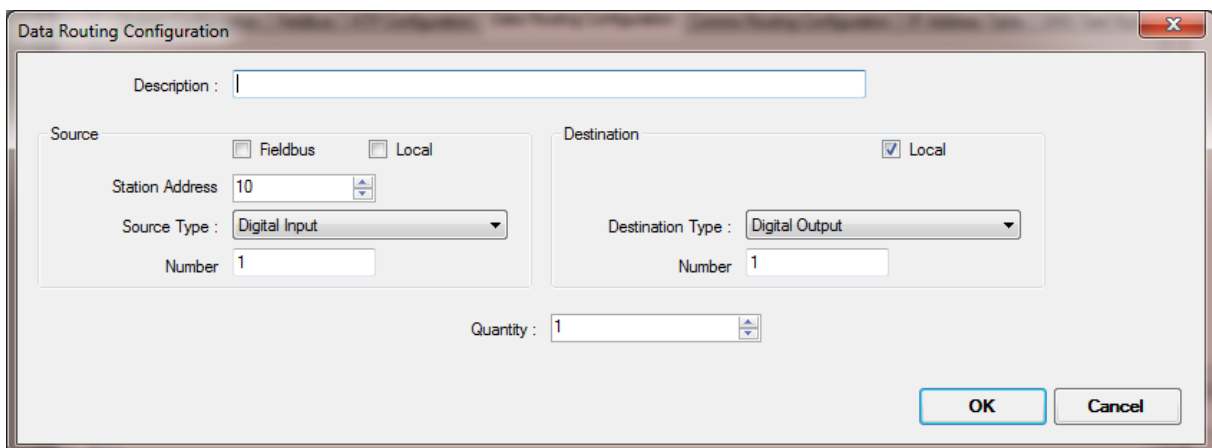 Data Routing Configuration
Description :
Source
Fieldbus Local
Station Address 10
Source Type : Digital Input
Number 1
Destination
Local
Destination Type : Digital Output
Number 1
Quantity : 1
OK Cancel